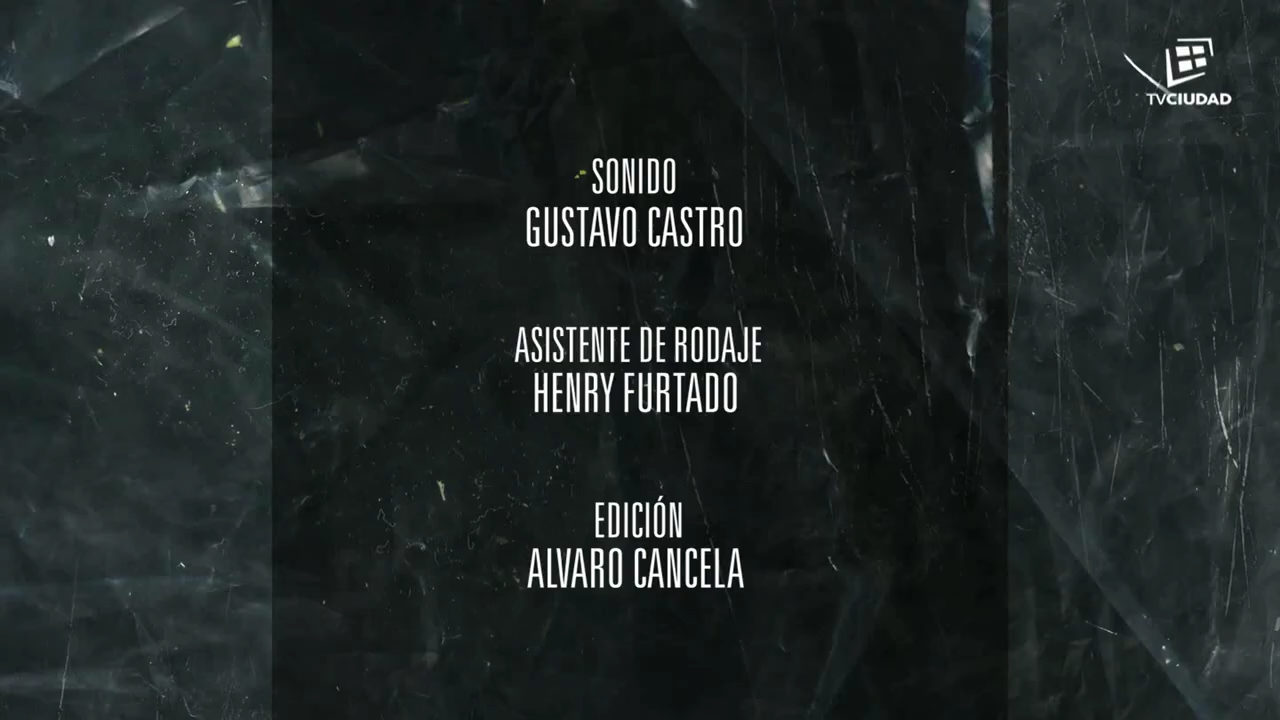 TVCIUDAD
SONIDO
GUSTAVO CASTRO
ASISTENTE DE RODAJE
HENRY FURTADO
EDICIÓN
ALVARO CANCELA